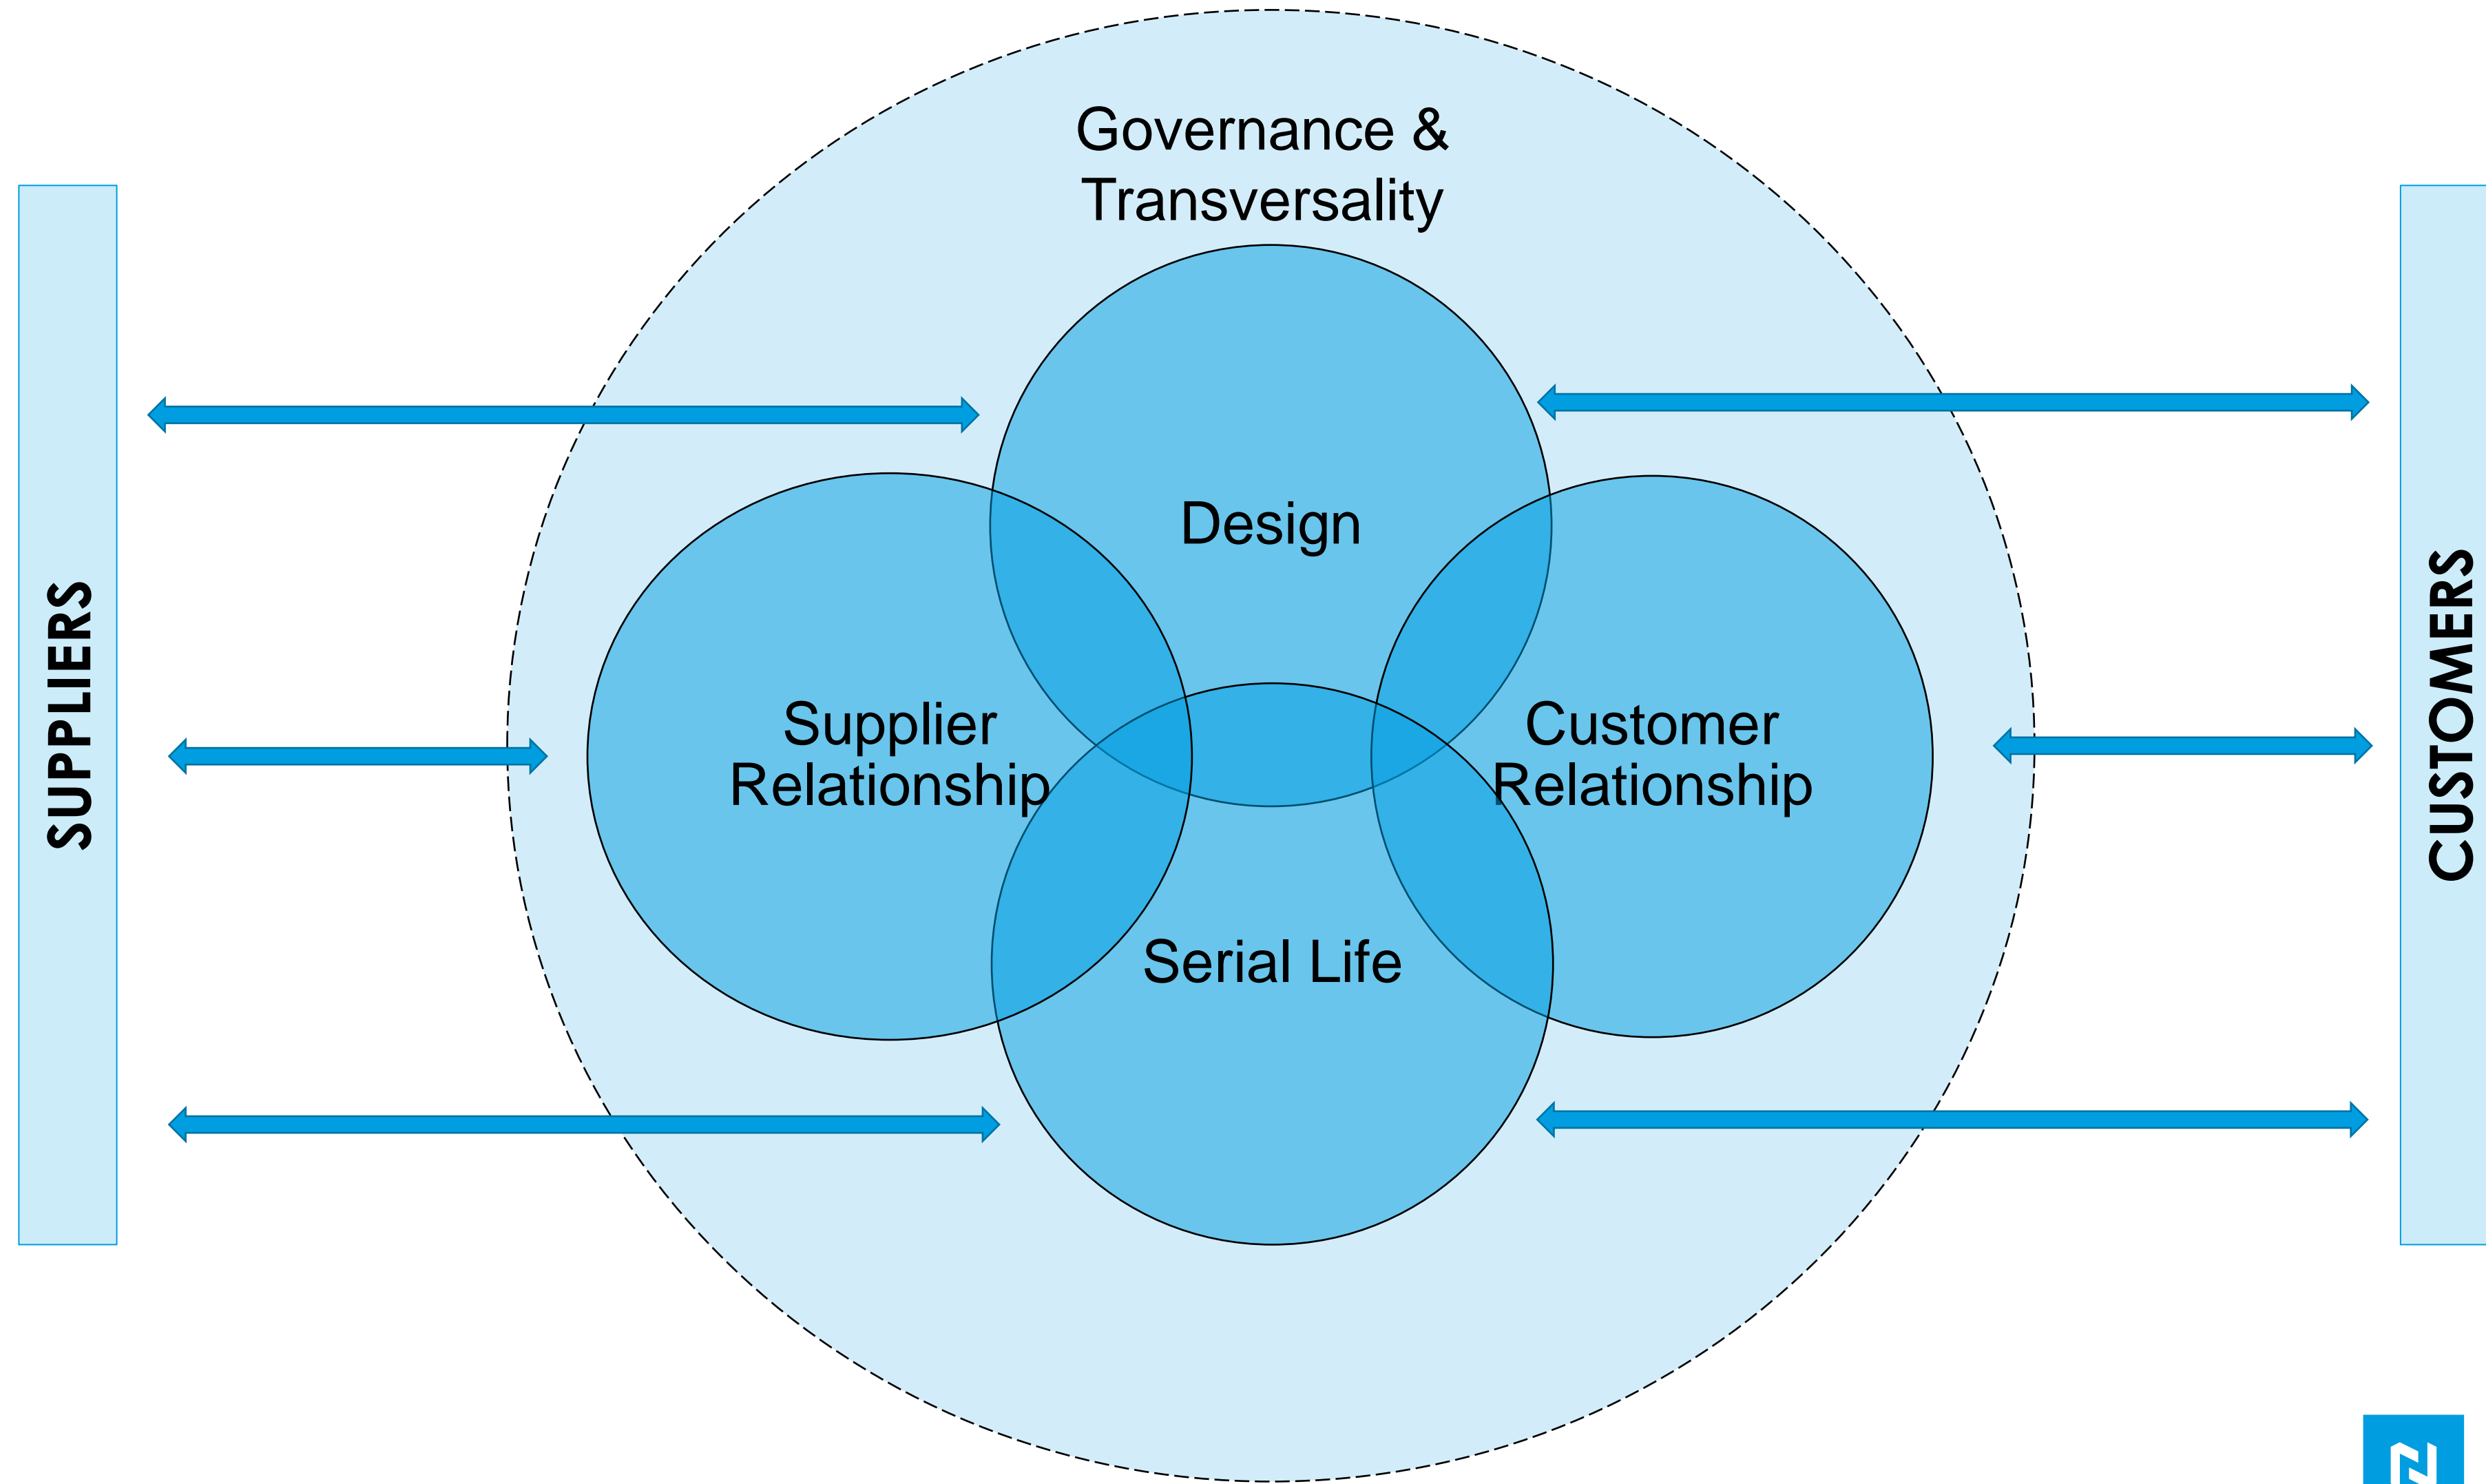 Governance &
Transversality
SUPPLIERS
Design
Supplier
Relationship
Customer
Relationship
Serial Life
CUSTOMERS